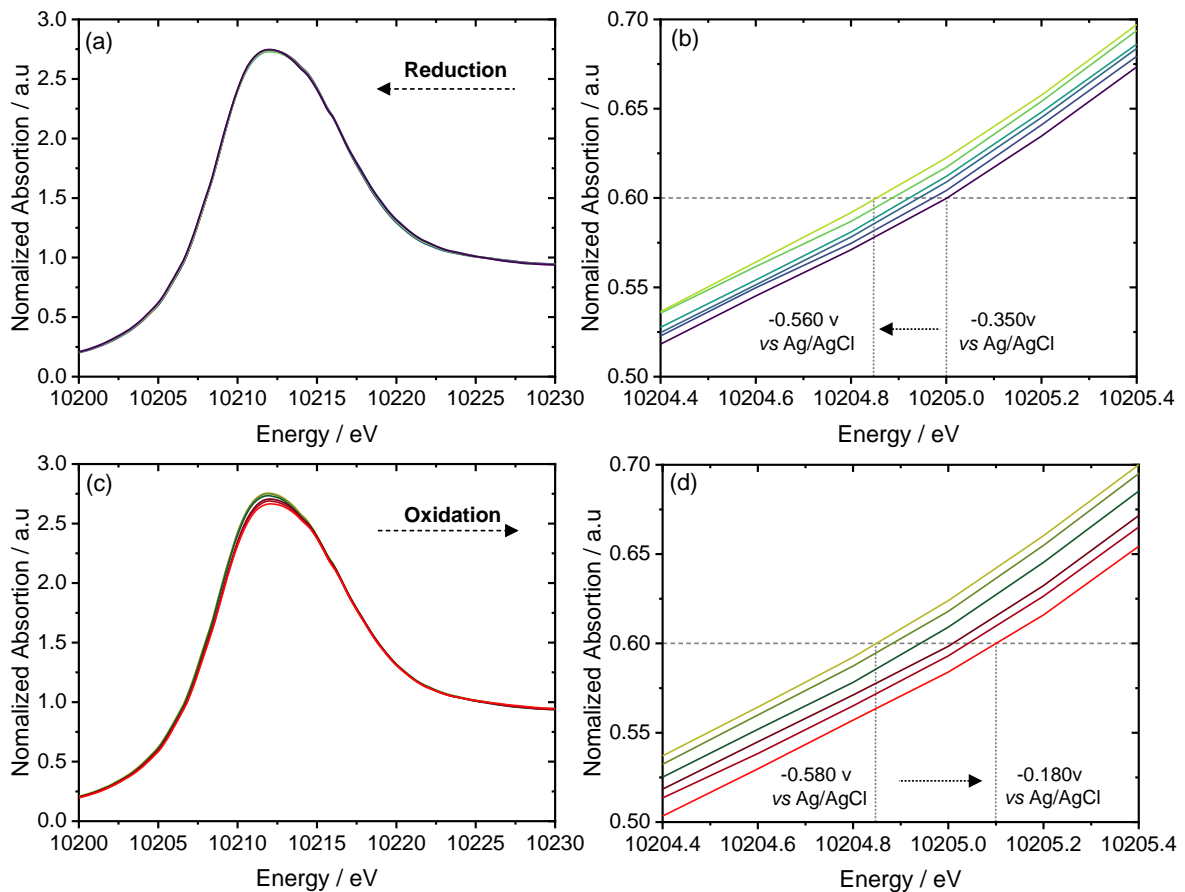 (a)
Reduction
3.0
2.5
2.0
1.5
1.0
0.5
0.0
Nomalized Absortion / a.u
10200 10205 10210 10215 10220 10225 10230
Energy / eV
(b)
0.70
0.65
0.60
0.55
0.50
Nomalized Absortion / a.u
-0.560 v
vs Ag/AgCl
-0.350v
vs Ag/AgCl
10204.4 10204.6 10204.8 10205.0 10205.2 10205.4
Energy / eV
(c)
Oxidation
3.0
2.5
2.0
1.5
1.0
0.5
0.0
Nomalized Absortion / a.u
10200 10205 10210 10215 10220 10225 10230
Energy / eV
(d)
0.70
0.65
0.60
0.55
0.50
Nomalized Absortion / a.u
-0.580 v
vs Ag/AgCl
-0.180v
vs Ag/AgCl
10204.4 10204.6 10204.8 10205.0 10205.2 10205.4
Energy / eV